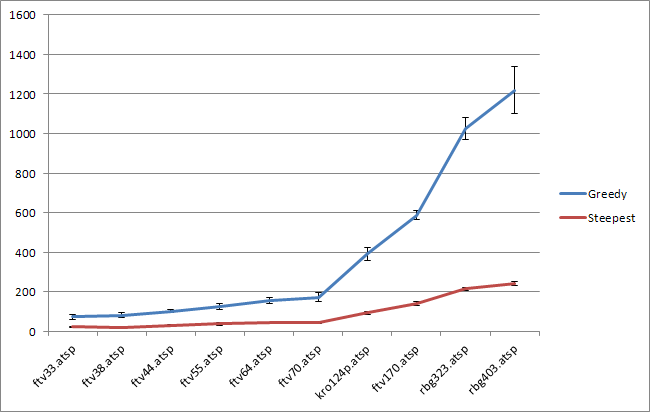 1600
1400
1200
1000
800
600
400
200
0
ftv33.atsp
ftv38.atsp
ftv44.atsp
ftv55.atsp
ftv64.atsp
ftv70.atsp
kro124p.atsp
ftv170.atsp
rbg323.atsp
rbg403.atsp
Greedy
Steepest